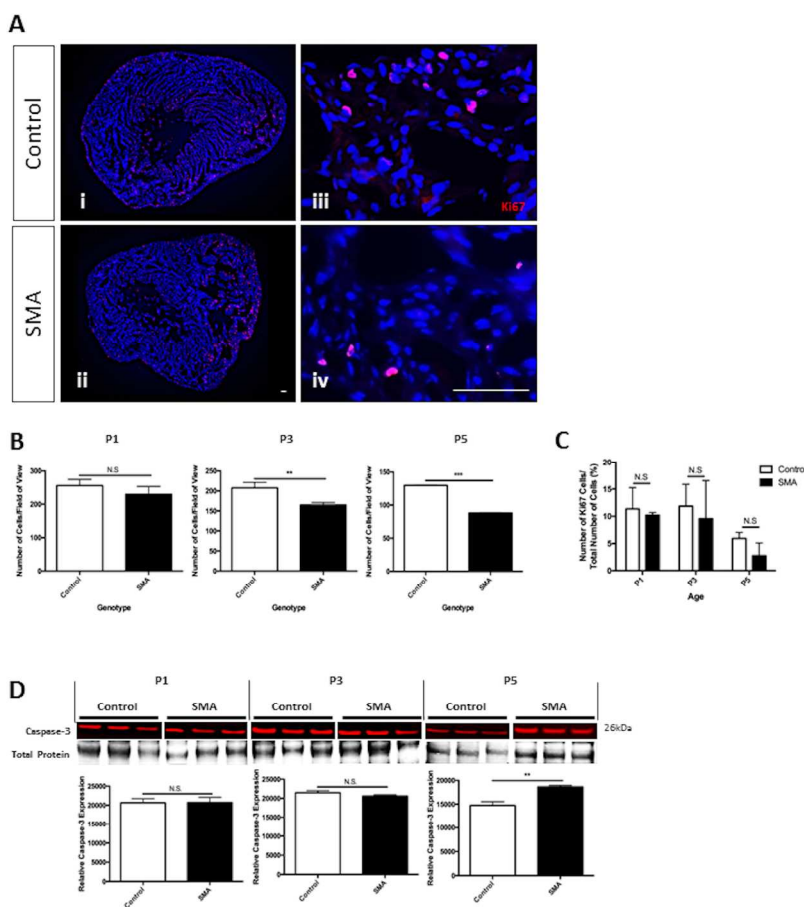 A
Control
i
iii
Ki67
SMA
ii
iv
B
P1
P3
P5
C
Number of Cells/Field of View
300
200
100
0
N.S
Control
SMA
Genotype
Number of Cells/Field of View
250
200
150
100
50
0
**
Control
SMA
Genotype
Number of Cells/Field of View
150
100
50
0
***
Control
SMA
Genotype
Number of Ki67 Cells/
Total Number of Cells (%)
20
15
10
5
0
N.S
N.S
N.S
P1
P3
P5
Age
Control
SMA
D
P1
P3
P5
Control
SMA
Control
SMA
Control
SMA
Caspase-3
26kDa
Total Protein
Relative Caspase-3 Expression
25000
20000
15000
10000
5000
0
N.S.
Control
SMA
Relative Caspase-3 Expression
25000
20000
15000
10000
5000
0
N.S.
Control
SMA
Relative Caspase-3 Expression
25000
20000
15000
10000
5000
0
**
Control
SMA